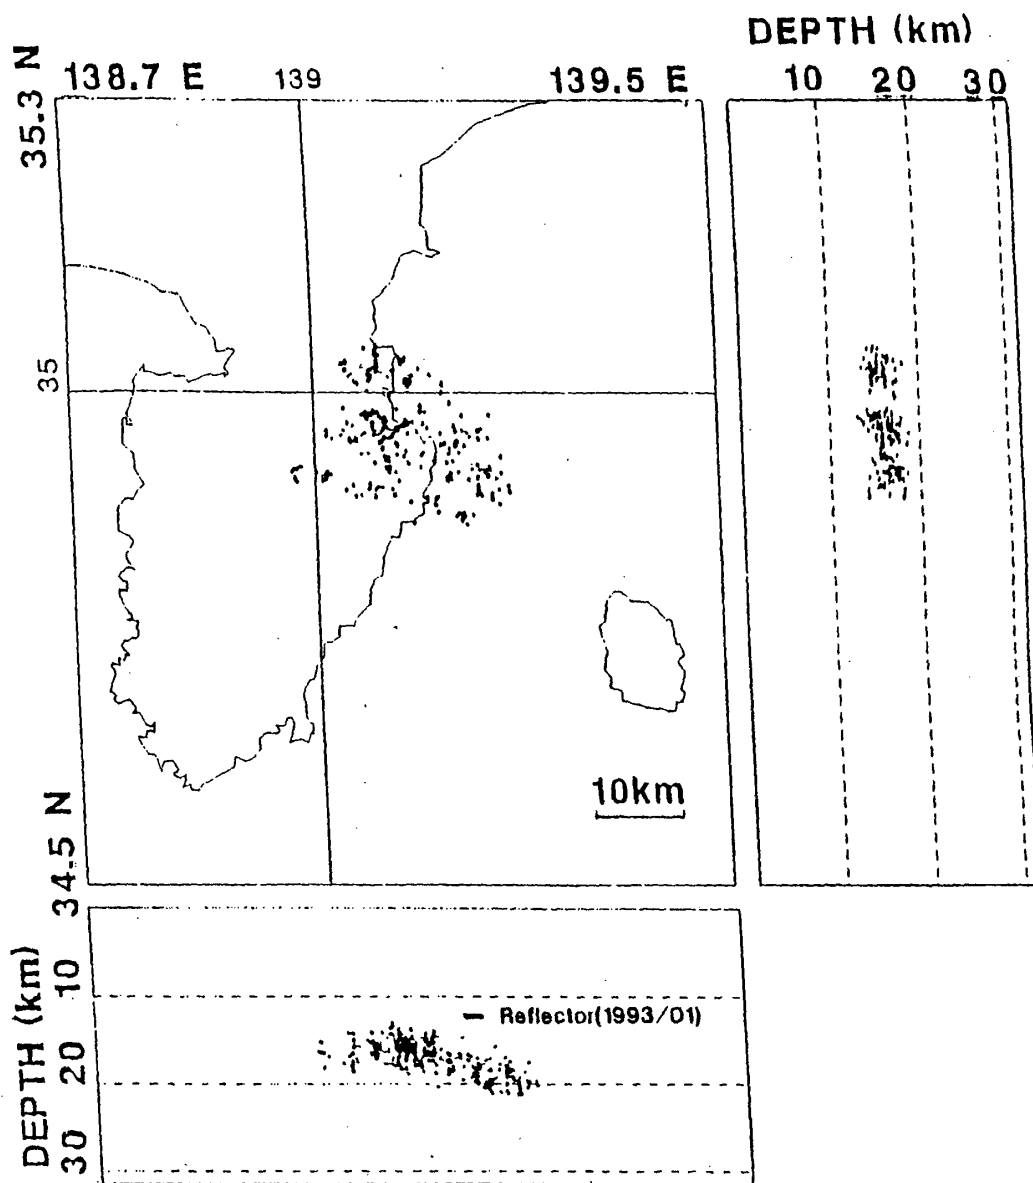 DEPTH (km)
10 20 30
138.7 E 139 139.5 E
35.3 N
35
34.5 N
10km
DEPTH (km)
10
20
30
Reflector(1993/01)